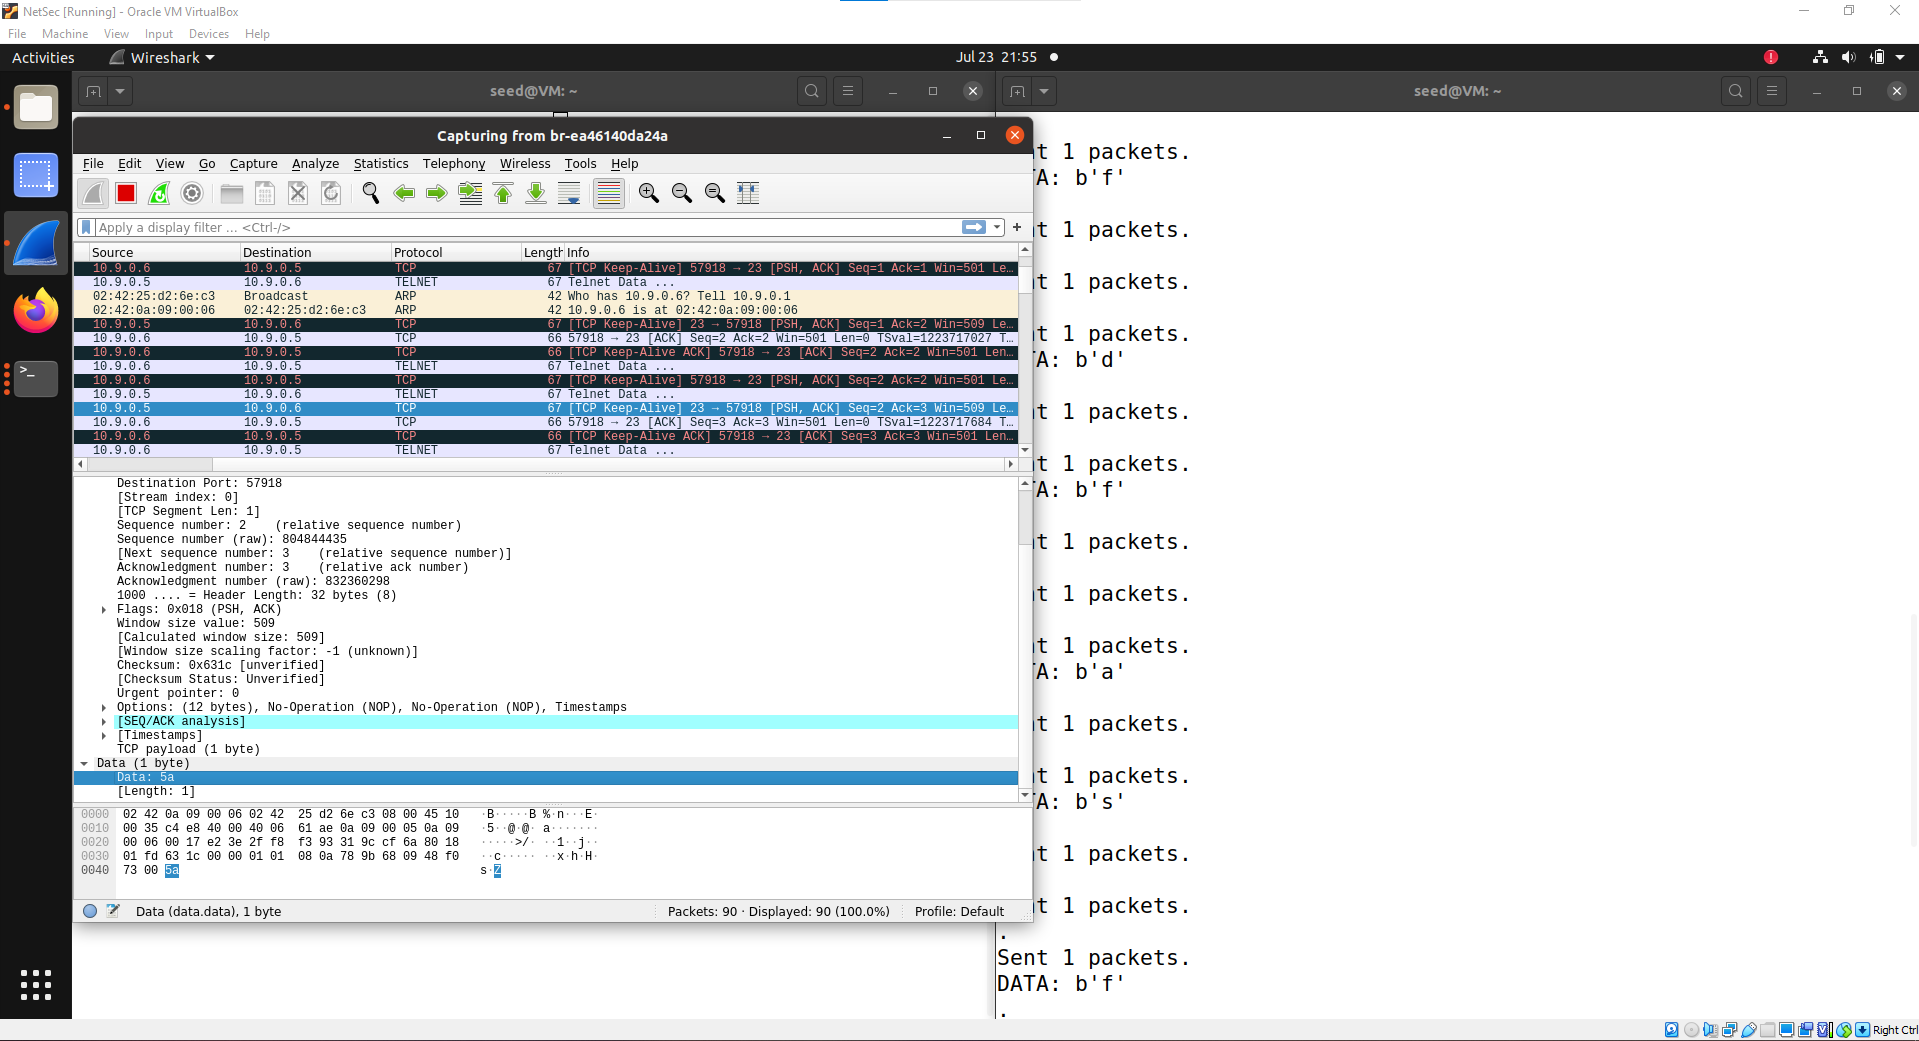 NetSec [Running] - Oracle VM VirtualBox
File Machine View Input Devices Help
Activities Wireshark Jul 23 21:55
seed@VM: ~
seed@VM: ~
Capturing from br-ea46140da24a
File Edit View Go Capture Analyze Statistics Telephony Wireless Tools Help
Apply a display filter ... <Ctrl-/>
Source Destination Protocol Length Info
10.9.0.6 10.9.0.5 TCP 67 [TCP Keep-Alive] 57918 → 23 [PSH, ACK] Seq=1 Ack=1 Win=501 Le…
10.9.0.5 10.9.0.6 TELNET 67 Telnet Data ...
02:42:25:d2:6e:c3 Broadcast ARP 42 Who has 10.9.0.6? Tell 10.9.0.1
02:42:0a:09:00:06 02:42:25:d2:6e:c3 ARP 42 10.9.0.6 is at 02:42:0a:09:00:06
10.9.0.5 10.9.0.6 TCP 67 [TCP Keep-Alive] 23 → 57918 [PSH, ACK] Seq=1 Ack=2 Win=509 Le…
10.9.0.6 10.9.0.5 TCP 66 57918 → 23 [ACK] Seq=2 Ack=2 Win=501 Len=0 TSval=1223717027 T…
10.9.0.6 10.9.0.5 TCP 66 [TCP Keep-Alive ACK] 57918 → 23 [ACK] Seq=2 Ack=2 Win=501 Len…
10.9.0.6 10.9.0.5 TELNET 67 Telnet Data ...
10.9.0.6 10.9.0.5 TCP 67 [TCP Keep-Alive] 57918 → 23 [PSH, ACK] Seq=2 Ack=2 Win=501 Le…
10.9.0.5 10.9.0.6 TELNET 67 Telnet Data ...
10.9.0.5 10.9.0.6 TCP 67 [TCP Keep-Alive] 23 → 57918 [PSH, ACK] Seq=2 Ack=3 Win=509 Le…
10.9.0.6 10.9.0.5 TCP 66 57918 → 23 [ACK] Seq=3 Ack=3 Win=501 Len=0 TSval=1223717684 T…
10.9.0.6 10.9.0.5 TCP 66 [TCP Keep-Alive ACK] 57918 → 23 [ACK] Seq=3 Ack=3 Win=501 Len…
10.9.0.6 10.9.0.5 TELNET 67 Telnet Data ...
Destination Port: 57918
[Stream index: 0]
[TCP Segment Len: 1]
Sequence number: 2    (relative sequence number)
Sequence number (raw): 804844435
[Next sequence number: 3    (relative sequence number)]
Acknowledgment number: 3    (relative ack number)
Acknowledgment number (raw): 832360298
1000 .... = Header Length: 32 bytes (8)
Flags: 0x018 (PSH, ACK)
Window size value: 509
[Calculated window size: 509]
[Window size scaling factor: -1 (unknown)]
Checksum: 0x631c [unverified]
[Checksum Status: Unverified]
Urgent pointer: 0
Options: (12 bytes), No-Operation (NOP), No-Operation (NOP), Timestamps
[SEQ/ACK analysis]
[Timestamps]
TCP payload (1 byte)
Data (1 byte)
Data: 5a
[Length: 1]
0000 02 42 0a 09 00 06 02 42 25 d2 6e c3 08 00 45 10 ·B·····B %·n···E·
0010 00 35 c4 e8 40 00 40 06 61 ae 0a 09 00 05 0a 09 ·5··@·@· a·······
0020 00 06 00 17 e2 3e 2f f8 f3 93 31 9c cf 6a 80 18 ·····>/· ··1··j··
0030 01 fd 63 1c 00 00 01 01 08 0a 78 9b 68 09 48 f0 ··c····· ··x·h·H·
0040 73 00 5a s·Z
Data (data.data), 1 byte Packets: 90 · Displayed: 90 (100.0%) Profile: Default
nt 1 packets.
TA: b'f'
nt 1 packets.
nt 1 packets.
nt 1 packets.
TA: b'd'
nt 1 packets.
nt 1 packets.
TA: b'f'
nt 1 packets.
nt 1 packets.
nt 1 packets.
TA: b'a'
nt 1 packets.
nt 1 packets.
TA: b's'
nt 1 packets.
nt 1 packets.
.
Sent 1 packets.
DATA: b'f'
.
Right Ctrl